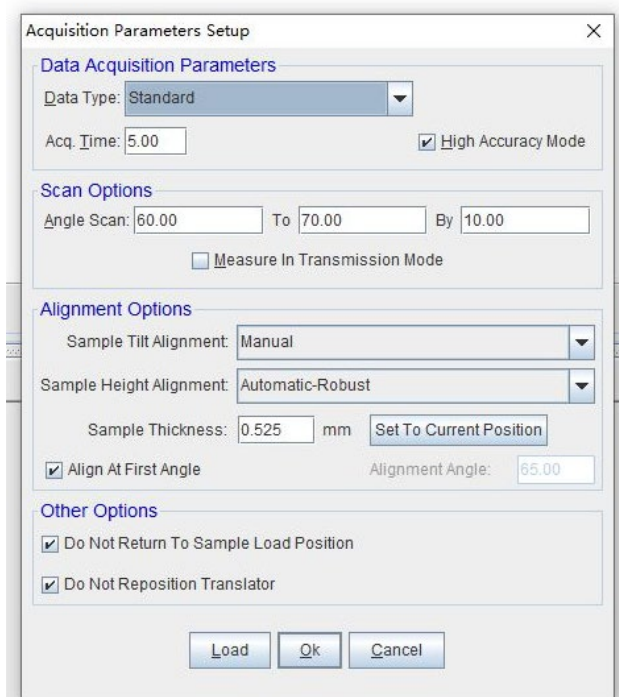 Acquisition Parameters Setup
Data Acquisition Parameters
Data Type: Standard
Acq. Time: 5.00 High Accuracy Mode
Scan Options
Angle Scan: 60.00 To 70.00 By 10.00
Measure In Transmission Mode
Alignment Options
Sample Tilt Alignment: Manual
Sample Height Alignment: Automatic-Robust
Sample Thickness: 0.525 mm Set To Current Position
Align At First Angle Alignment Angle: 65.00
Other Options
Do Not Return To Sample Load Position
Do Not Reposition Translator
Load Ok Cancel